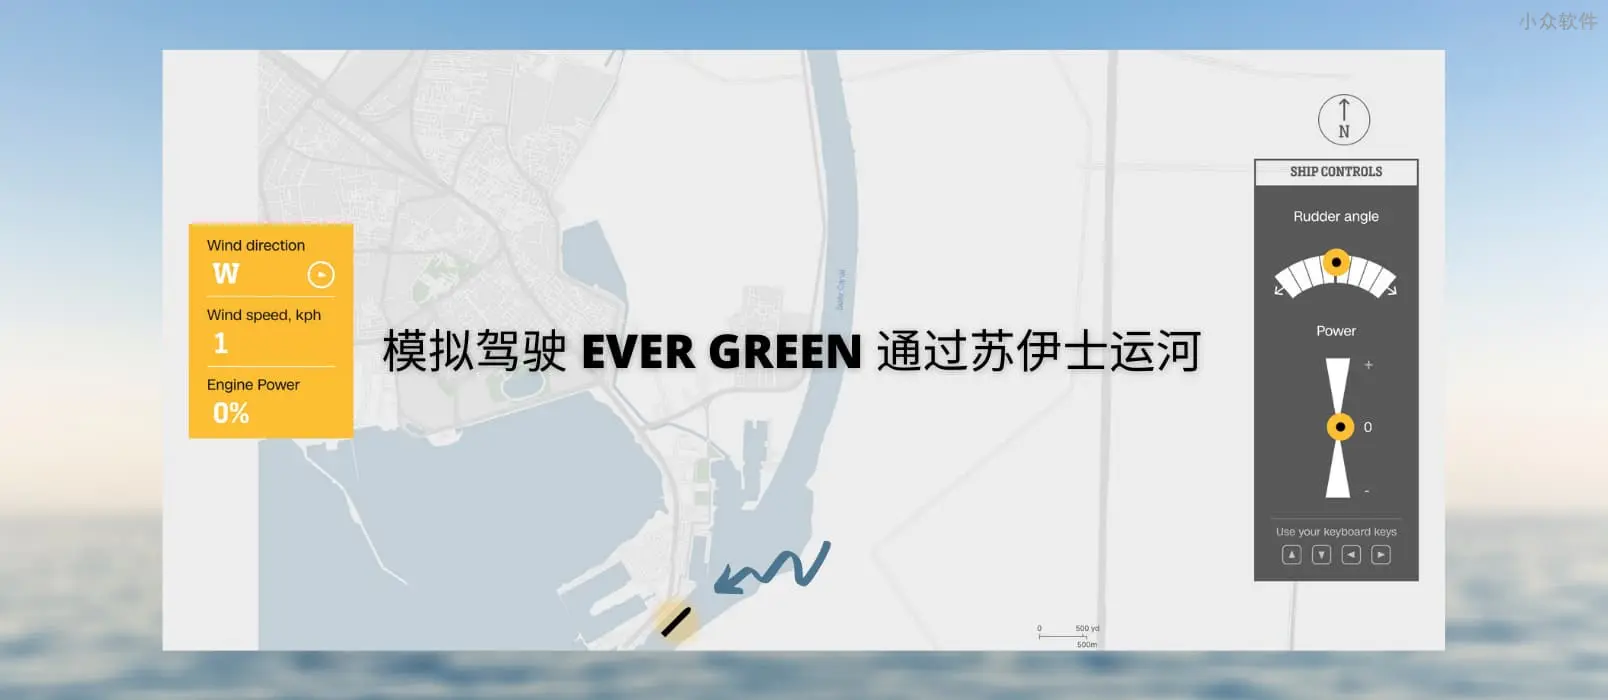 小众软件
N
SHIP CONTROLS
Rudder angle
Wind direction
W
Wind speed, kph
1
Engine Power
0%
Suez Canal
模拟驾驶 EVER GREEN 通过苏伊士运河
Power
+
0
-
Use your keyboard keys
0 500 yd
500m